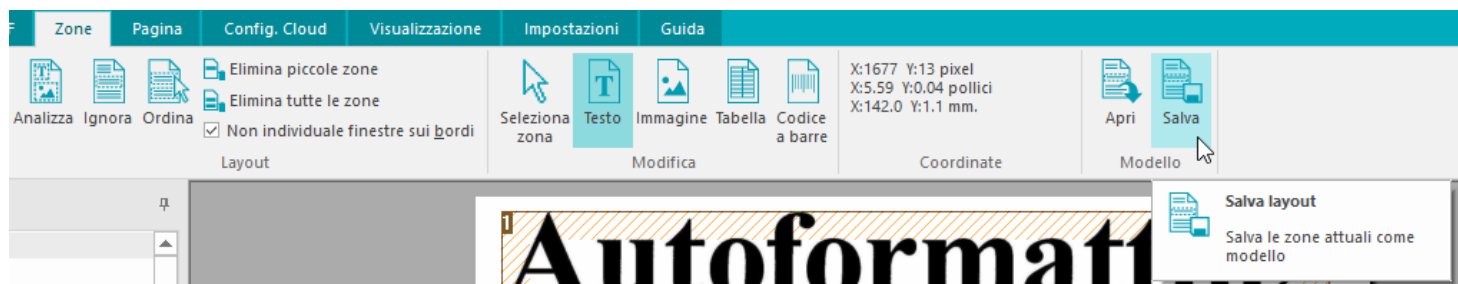 F Zone Pagina Config. Cloud Visualizzazione Impostazioni Guida
Analizza Ignora Ordina
Elimina piccole zone
Elimina tutte le zone
Non individuale finestre sui bordi
Layout
Seleziona zona Testo Immagine Tabella Codice a barre
Modifica
X:1677 Y:13 pixel
X:5.59 Y:0.04 pollici
X:142.0 Y:1.1 mm.
Coordinate
Apri Salva
Modello
Salva layout
Salva le zone attuali come
modello
1